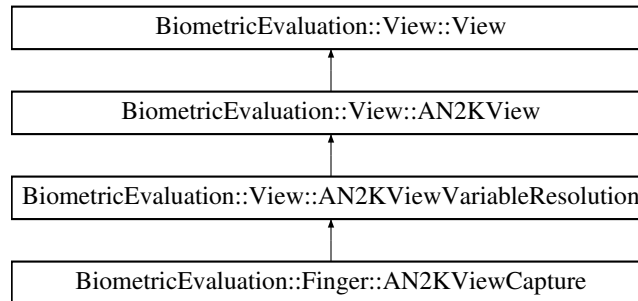 BiometricEvaluation::View::View
BiometricEvaluation::View::AN2KView
BiometricEvaluation::View::AN2KViewVariableResolution
BiometricEvaluation::Finger::AN2KViewCapture